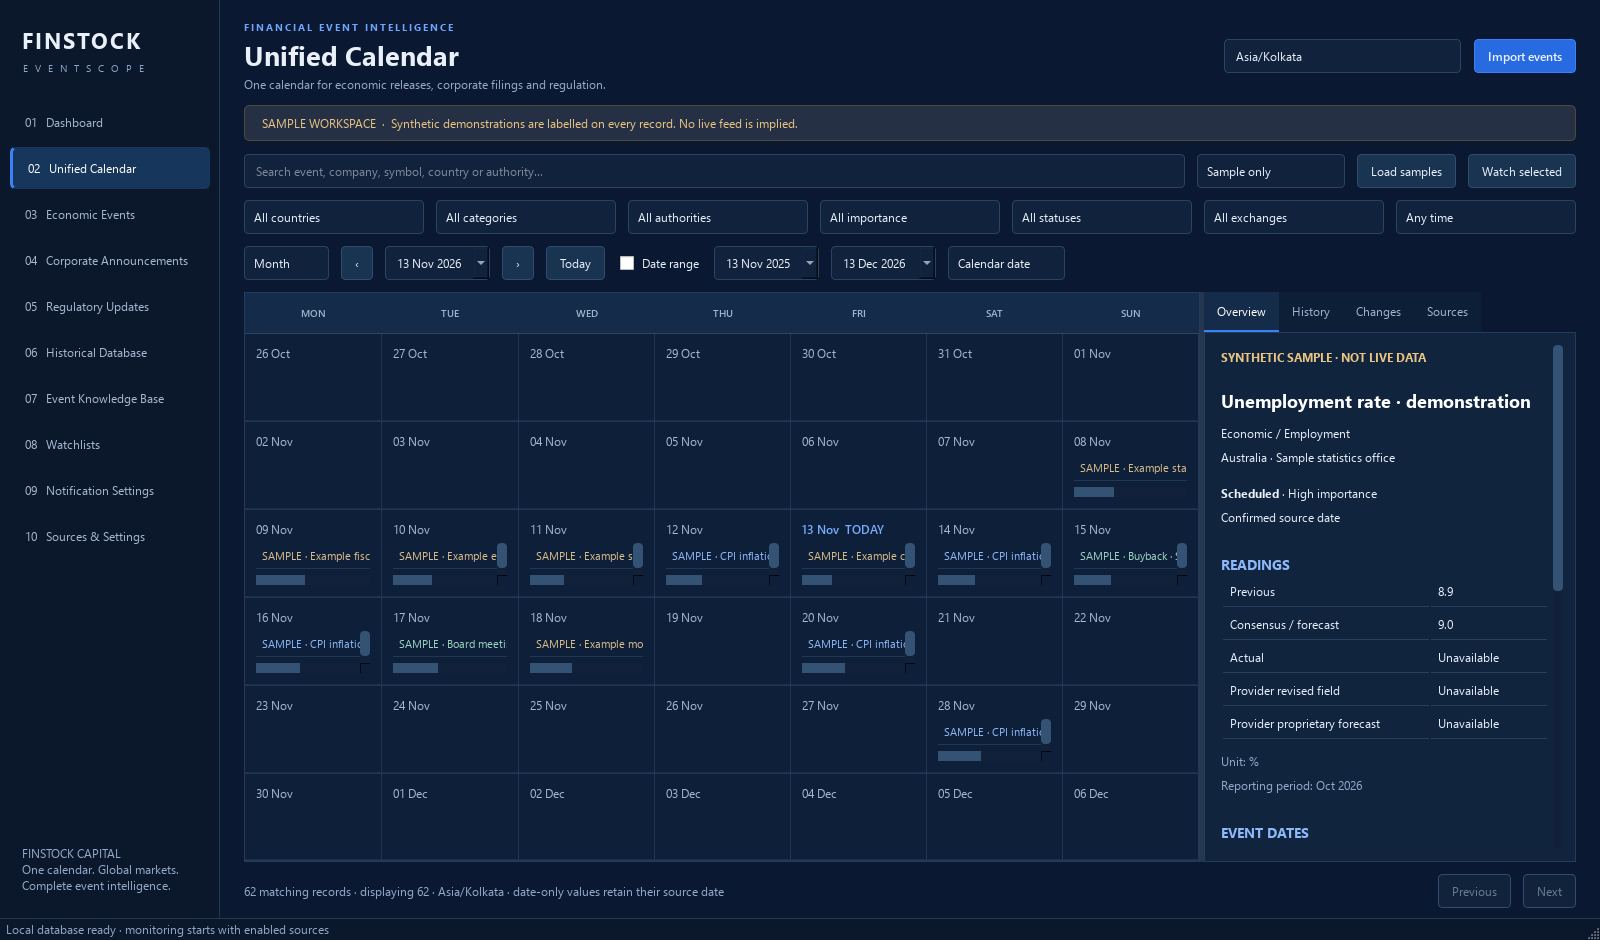 FINSTOCK
EVENTSCOPE
01 Dashboard
02 Unified Calendar
03 Economic Events
04 Corporate Announcements
05 Regulatory Updates
06 Historical Database
07 Event Knowledge Base
08 Watchlists
09 Notification Settings
10 Sources & Settings
FINSTOCK CAPITAL
One calendar. Global markets.
Complete event intelligence.
FINANCIAL EVENT INTELLIGENCE
Unified Calendar
One calendar for economic releases, corporate filings and regulation.
Asia/Kolkata
Import events
SAMPLE WORKSPACE · Synthetic demonstrations are labelled on every record. No live feed is implied.
Search event, company, symbol, country or authority...
Sample only
Load samples
Watch selected
All countries
All categories
All authorities
All importance
All statuses
All exchanges
Any time
Month
‹
13 Nov 2026
›
Today
Date range
13 Nov 2025
13 Dec 2026
Calendar date
MON TUE WED THU FRI SAT SUN
26 Oct 27 Oct 28 Oct 29 Oct 30 Oct 31 Oct 01 Nov
02 Nov 03 Nov 04 Nov 05 Nov 06 Nov 07 Nov 08 Nov
SAMPLE · Example sta
09 Nov 10 Nov 11 Nov 12 Nov 13 Nov TODAY 14 Nov 15 Nov
SAMPLE · Example fisc
SAMPLE · Example e
SAMPLE · Example s
SAMPLE · CPI inflatic
SAMPLE · Example c
SAMPLE · CPI inflatic
SAMPLE · Buyback ·
16 Nov 17 Nov 18 Nov 19 Nov 20 Nov 21 Nov 22 Nov
SAMPLE · CPI inflatic
SAMPLE · Board meeti
SAMPLE · Example mo
SAMPLE · CPI inflatic
23 Nov 24 Nov 25 Nov 26 Nov 27 Nov 28 Nov 29 Nov
SAMPLE · CPI inflatic
30 Nov 01 Dec 02 Dec 03 Dec 04 Dec 05 Dec 06 Dec
Overview History Changes Sources
SYNTHETIC SAMPLE · NOT LIVE DATA
Unemployment rate · demonstration
Economic / Employment
Australia · Sample statistics office
Scheduled · High importance
Confirmed source date
READINGS
Previous 8.9
Consensus / forecast 9.0
Actual Unavailable
Provider revised field Unavailable
Provider proprietary forecast Unavailable
Unit: %
Reporting period: Oct 2026
EVENT DATES
62 matching records · displaying 62 · Asia/Kolkata · date-only values retain their source date
Previous
Next
Local database ready · monitoring starts with enabled sources